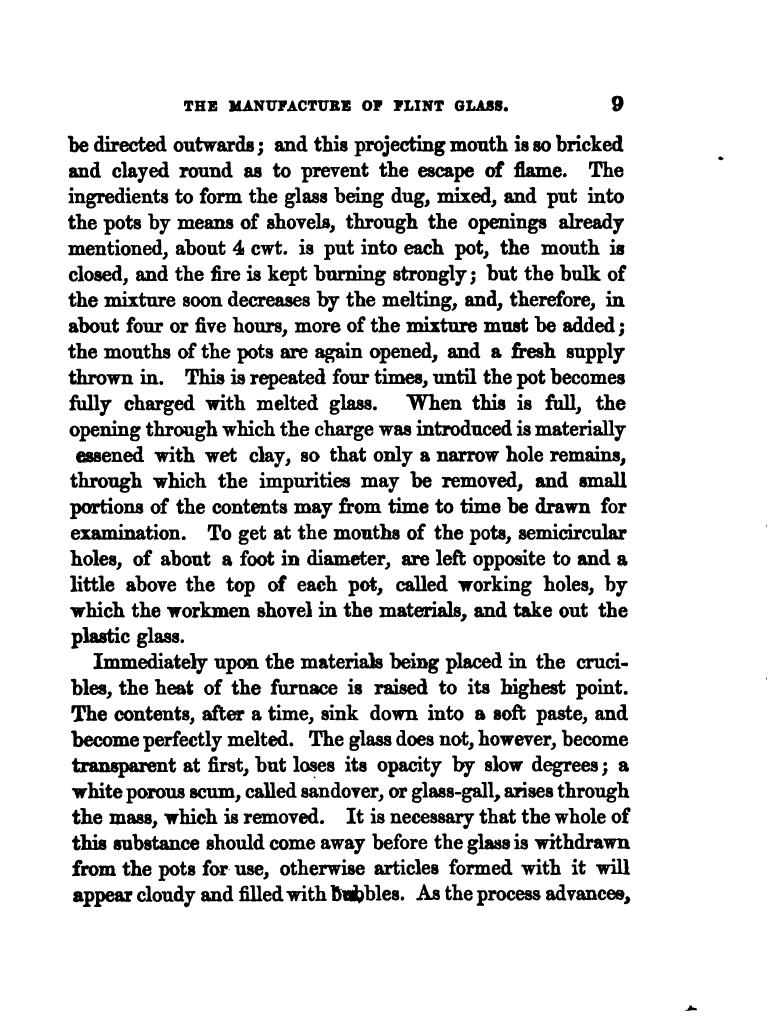 THE MANUFACTURE OF FLINT GLASS. 9
be directed outwards; and this projecting mouth is so bricked
and clayed round as to prevent the escape of flame. The
ingredients to form the glass being dug, mixed, and put into
the pots by means of shovels, through the openings already
mentioned, about 4 cwt. is put into each pot, the mouth is
closed, and the fire is kept burning strongly; but the bulk of
the mixture soon decreases by the melting, and, therefore, in
about four or five hours, more of the mixture must be added;
the mouths of the pots are again opened, and a fresh supply
thrown in. This is repeated four times, until the pot becomes
fully charged with melted glass. When this is full, the
opening through which the charge was introduced is materially
essened with wet clay, so that only a narrow hole remains,
through which the impurities may be removed, and small
portions of the contents may from time to time be drawn for
examination. To get at the mouths of the pots, semicircular
holes, of about a foot in diameter, are left opposite to and a
little above the top of each pot, called working holes, by
which the workmen shovel in the materials, and take out the
plastic glass.
Immediately upon the materials being placed in the cruci-
bles, the heat of the furnace is raised to its highest point.
The contents, after a time, sink down into a soft paste, and
become perfectly melted. The glass does not, however, become
transparent at first, but loses its opacity by slow degrees; a
white porous scum, called sandover, or glass-gall, arises through
the mass, which is removed. It is necessary that the whole of
this substance should come away before the glass is withdrawn
from the pots for use, otherwise articles formed with it will
appear cloudy and filled with bubbles. As the process advances,